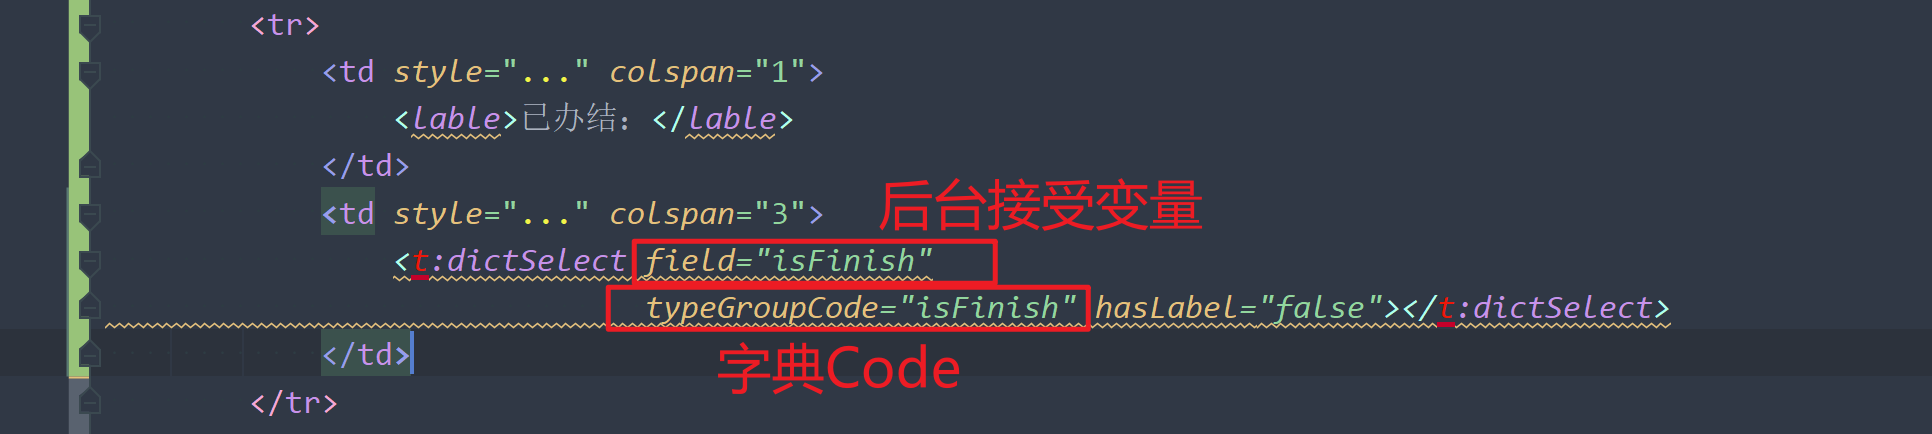 <tr>
<td style="..." colspan="1">
<lable>已办结：</lable>
</td>
<td style="..." colspan="3">
后台接受变量
<t:dictSelect field="isFinish"
typeGroupCode="isFinish" hasLabel="false"></t:dictSelect>
</td>
字典Code
</tr>